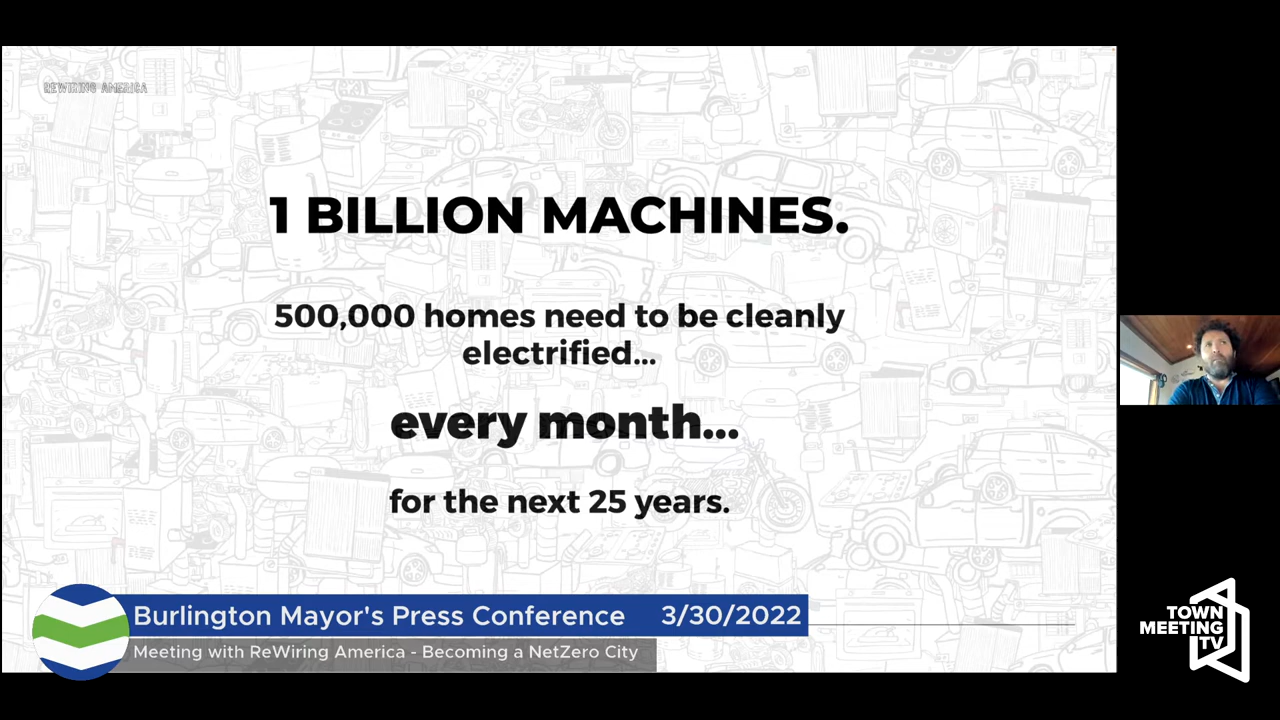 REWIRING AMERICA
1 BILLION MACHINES.
500,000 homes need to be cleanly
electrified...
every month...
for the next 25 years.
Burlington Mayor's Press Conference 3/30/2022
Meeting with ReWiring America - Becoming a NetZero City
TOWN
MEETING
TV